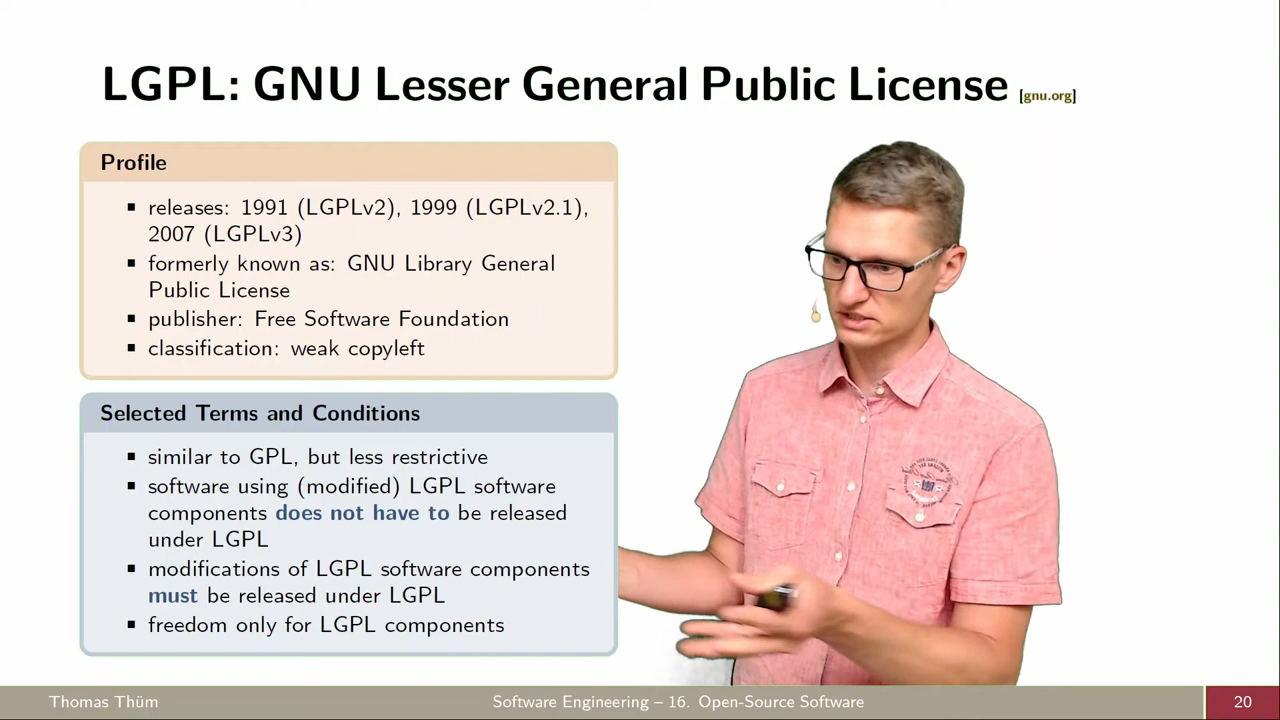 LGPL: GNU Lesser General Public License [gnu.org]
Profile
▪ releases: 1991 (LGPLv2), 1999 (LGPLv2.1),
2007 (LGPLv3)
▪ formerly known as: GNU Library General
Public License
▪ publisher: Free Software Foundation
▪ classification: weak copyleft
Selected Terms and Conditions
▪ similar to GPL, but less restrictive
▪ software using (modified) LGPL software
components does not have to be released
under LGPL
▪ modifications of LGPL software components
must be released under LGPL
▪ freedom only for LGPL components
Thomas Thüm
Software Engineering – 16. Open-Source Software
20